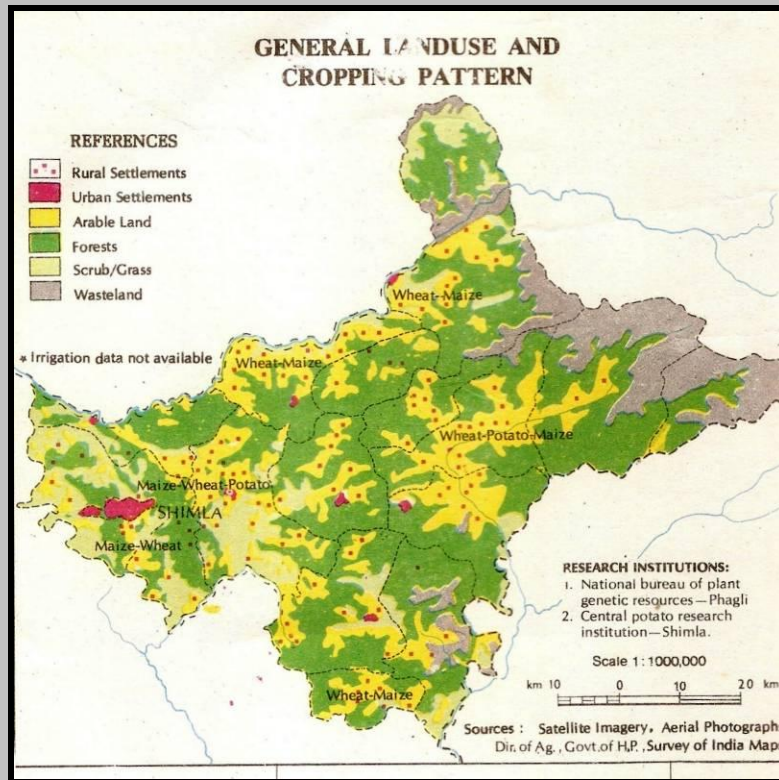 GENERAL LANDUSE AND
CROPPING PATTERN
REFERENCES
Rural Settlements
Urban Settlements
Arable Land
Forests
Scrub/Grass
Wasteland
* Irrigation data not available
Wheat-Maize
Wheat-Maize
Wheat-Potato-Maize
Maize-Wheat-Potato
SHIMLA
Maize-Wheat
Wheat-Maize
RESEARCH INSTITUTIONS:
1. National bureau of plant
genetic resources—Phagli
2. Central potato research
institution—Shimla.
Scale 1:1000,000
km 10 0 10 20 km
Sources : Satellite Imagery, Aerial Photograph
Dir. of Ag., Govt. of H.P., Survey of India Map